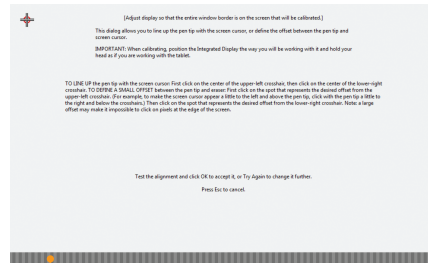 [Adjust display so that the entire window border is on the screen that will be calibrated.]
This dialog allows you to line up the pen tip with the screen cursor, or define the offset between the pen tip and
screen cursor.
IMPORTANT: When calibrating, position the Integrated Display the way you will be working with it and hold your
head as if you are working with the tablet.
TO LINE UP the pen tip with the screen cursor: First click on the center of the upper-left crosshair, then click on the center of the lower-right
crosshair. TO DEFINE A SMALL OFFSET between the pen tip and eraser: First click on the spot that represents the desired offset from the
upper-left crosshair. (For example, to make the screen cursor appear a little to the left and above the pen tip, click with the pen tip a little to
the right and below the crosshairs.) Then click on the spot that represents the desired offset from the lower-right crosshair. Note: a large
offset may make it impossible to click on pixels at the edge of the screen.
Test the alignment and click OK to accept it, or Try Again to change it further.
Press Esc to cancel.